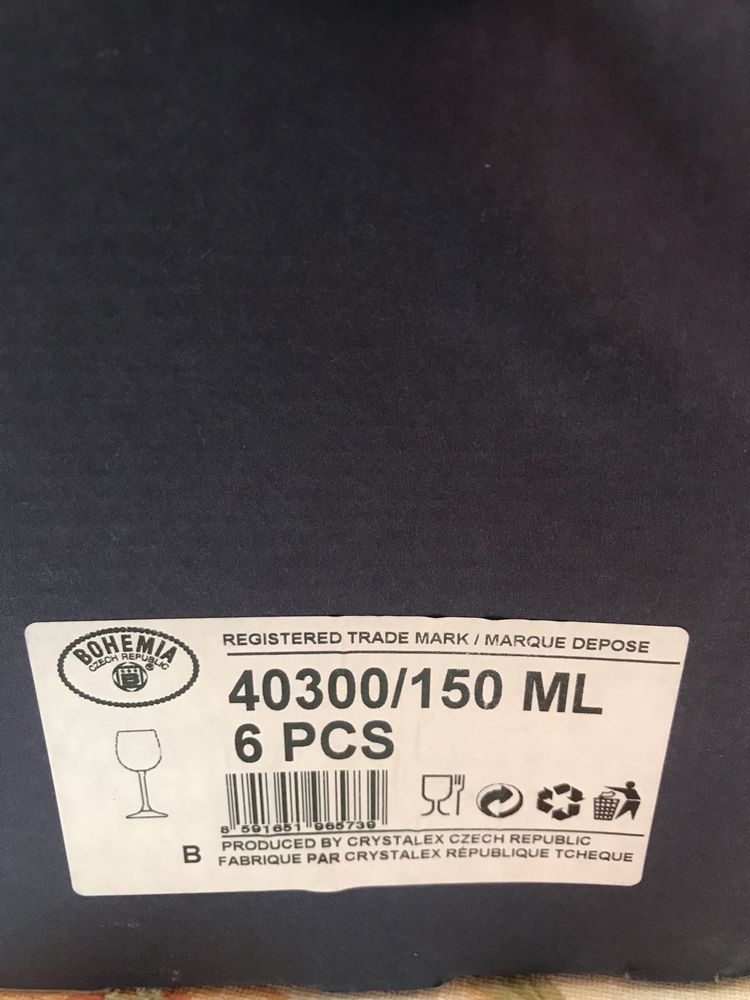 BOHEMIA
CZECH REPUBLIC
B
®
REGISTERED TRADE MARK / MARQUE DEPOSE
40300/150 ML
6 PCS
8 591651 965739
B
PRODUCED BY CRYSTALEX CZECH REPUBLIC
FABRIQUE PAR CRYSTALEX RÉPUBLIQUE TCHEQUE